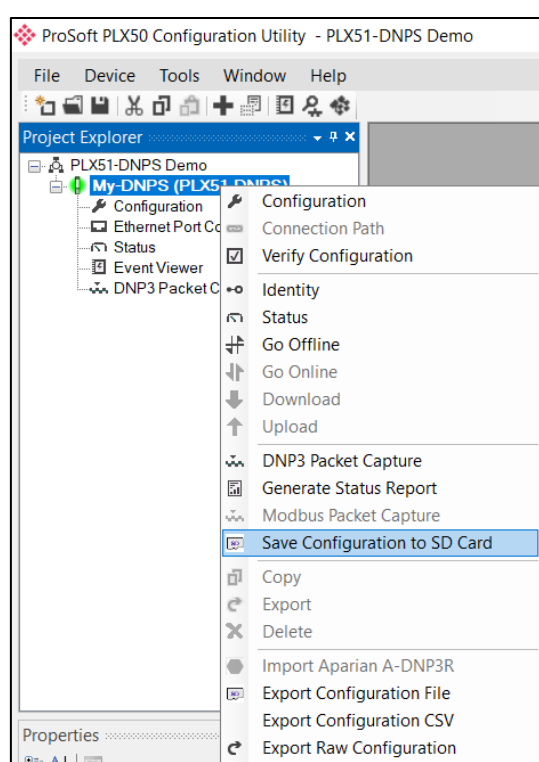 ProSoft PLX50 Configuration Utility - PLX51-DNPS Demo
File Device Tools Window Help
Project Explorer
PLX51-DNPS Demo
My-DNPS (PLX51-DNPS)
Configuration
Ethernet Port Co
Status
Event Viewer
DNP3 Packet C
Configuration
Connection Path
Verify Configuration
Identity
Status
Go Offline
Go Online
Download
Upload
DNP3 Packet Capture
Generate Status Report
Modbus Packet Capture
Save Configuration to SD Card
Copy
Export
Delete
Import Aparian A-DNP3R
Export Configuration File
Export Configuration CSV
Export Raw Configuration
Properties